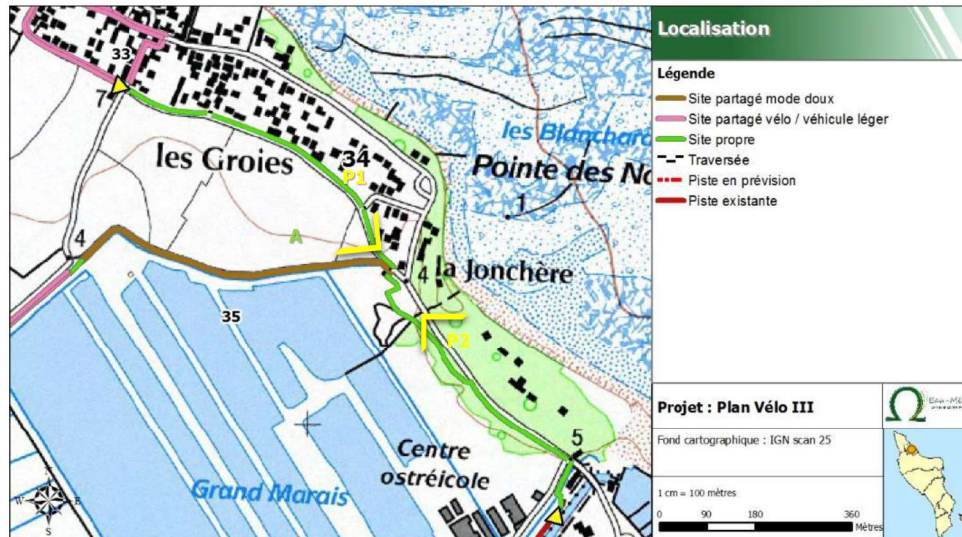 Localisation
Légende
Site partagé mode doux
Site partagé vélo / véhicule léger
Site propre
Traversée
Piste en prévision
Piste existante
Projet : Plan Vélo III
Fond cartographique : IGN scan 25
1 cm = 100 mètres
0 90 180 360
Mètres
33
7
les Groies
34
P1
A
4
4
la Jonchère
les Blanchard
Pointe des No
1
35
P2
5
Centre
ostréicole
Grand Marais
N
W E
S